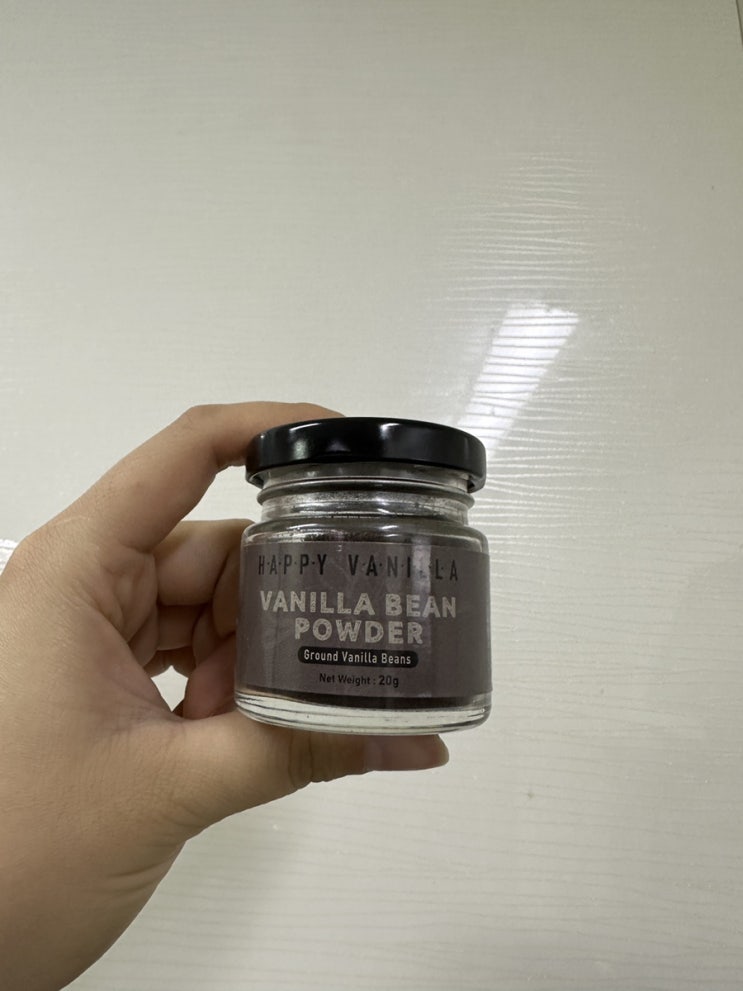 HAPPY VANILLA
VANILLA BEAN
POWDER
Ground Vanilla Beans
Net Weight : 20g